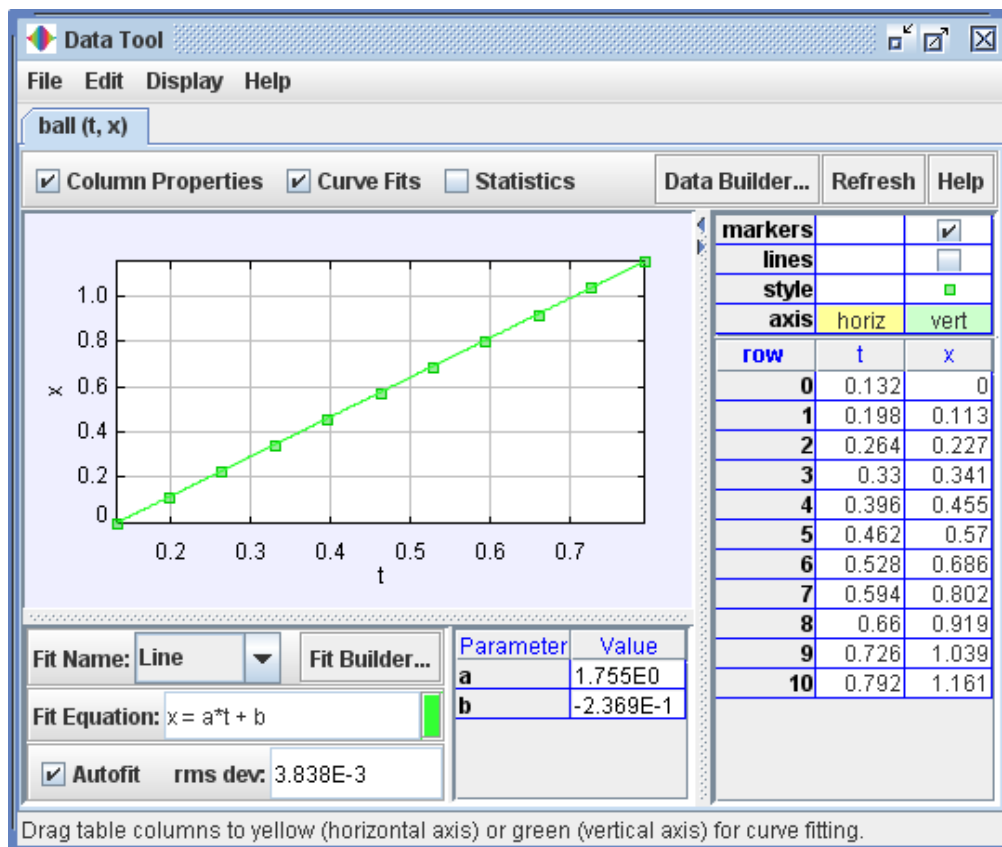 Data Tool
File Edit Display Help
ball (t, x)
Column Properties Curve Fits Statistics Data Builder... Refresh Help
1.0
0.8
0.6
0.4
0.2
0
x
0.2 0.3 0.4 0.5 0.6 0.7
t
markers
lines
style
axis horiz vert
row t x
0 0.132 0
1 0.198 0.113
2 0.264 0.227
3 0.33 0.341
4 0.396 0.455
5 0.462 0.57
6 0.528 0.686
7 0.594 0.802
8 0.66 0.919
9 0.726 1.039
10 0.792 1.161
Fit Name: Line Fit Builder...
Fit Equation: x = a*t + b
Autofit rms dev: 3.838E-3
Parameter Value
a 1.755E0
b -2.369E-1
Drag table columns to yellow (horizontal axis) or green (vertical axis) for curve fitting.